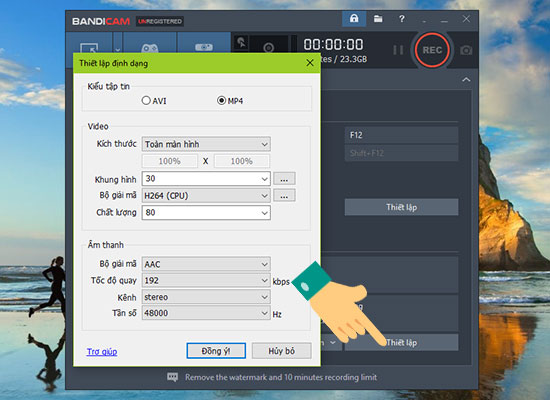 BANDICAM UNREGISTERED
00:00:00
/ 23.3GB
REC
F12
Shift+F12
Thiết lập
Thiết lập
Remove the watermark and 10 minutes recording limit
Thiết lập định dạng
Kiểu tập tin
AVI MP4
Video
Kích thước Toàn màn hình
100% X 100%
Khung hình 30 ...
Bộ giải mã H264 (CPU) ...
Chất lượng 80
Âm thanh
Bộ giải mã AAC
Tốc độ quay 192 kbps
Kênh stereo
Tần số 48000 Hz
Trợ giúp Đồng ý! Hủy bỏ